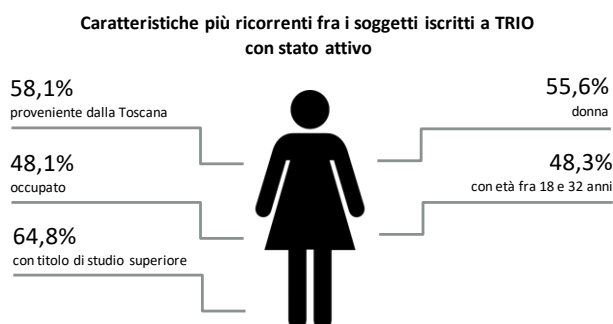 Caratteristiche più ricorrenti fra i soggetti iscritti a TRIO
con stato attivo
58,1%
proveniente dalla Toscana
48,1%
occupato
64,8%
con titolo di studio superiore
55,6%
donna
48,3%
con età fra 18 e 32 anni